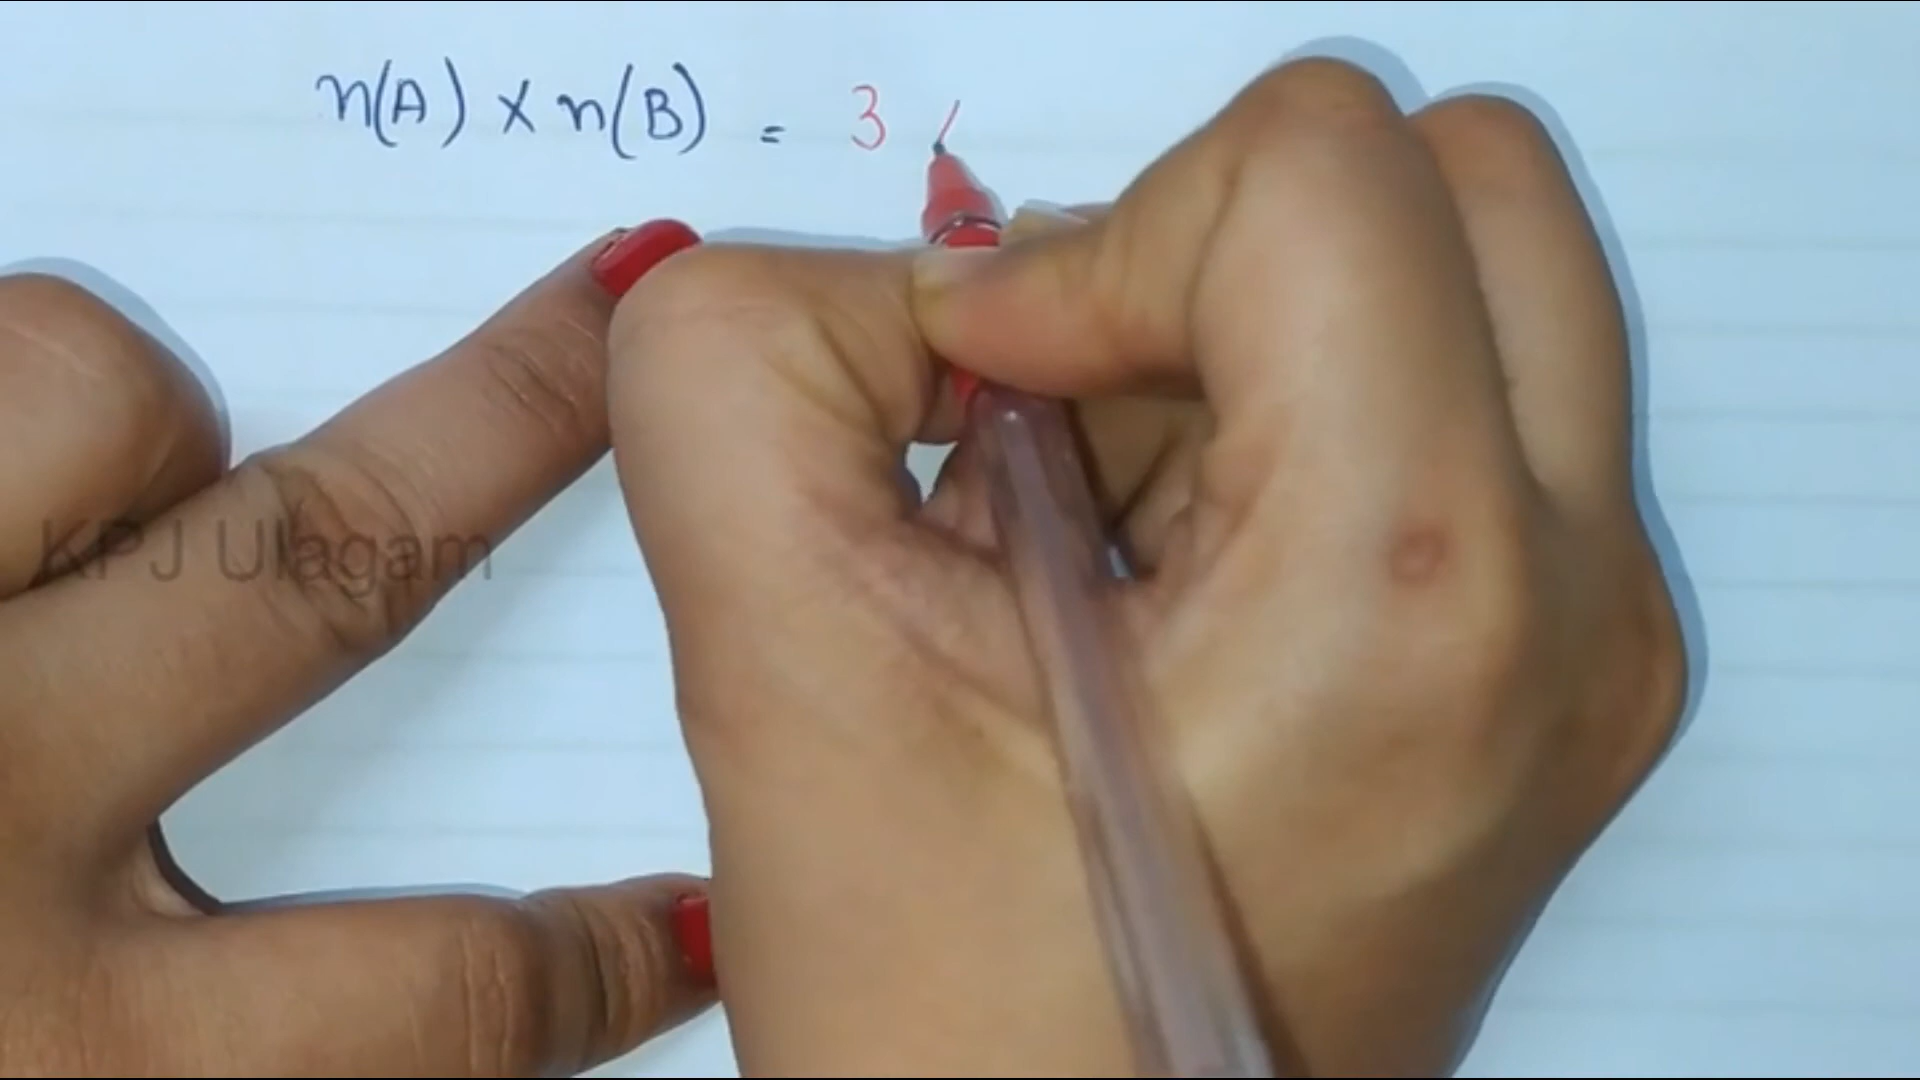 n(A) × n(B) = 3
KPJ Ulagam